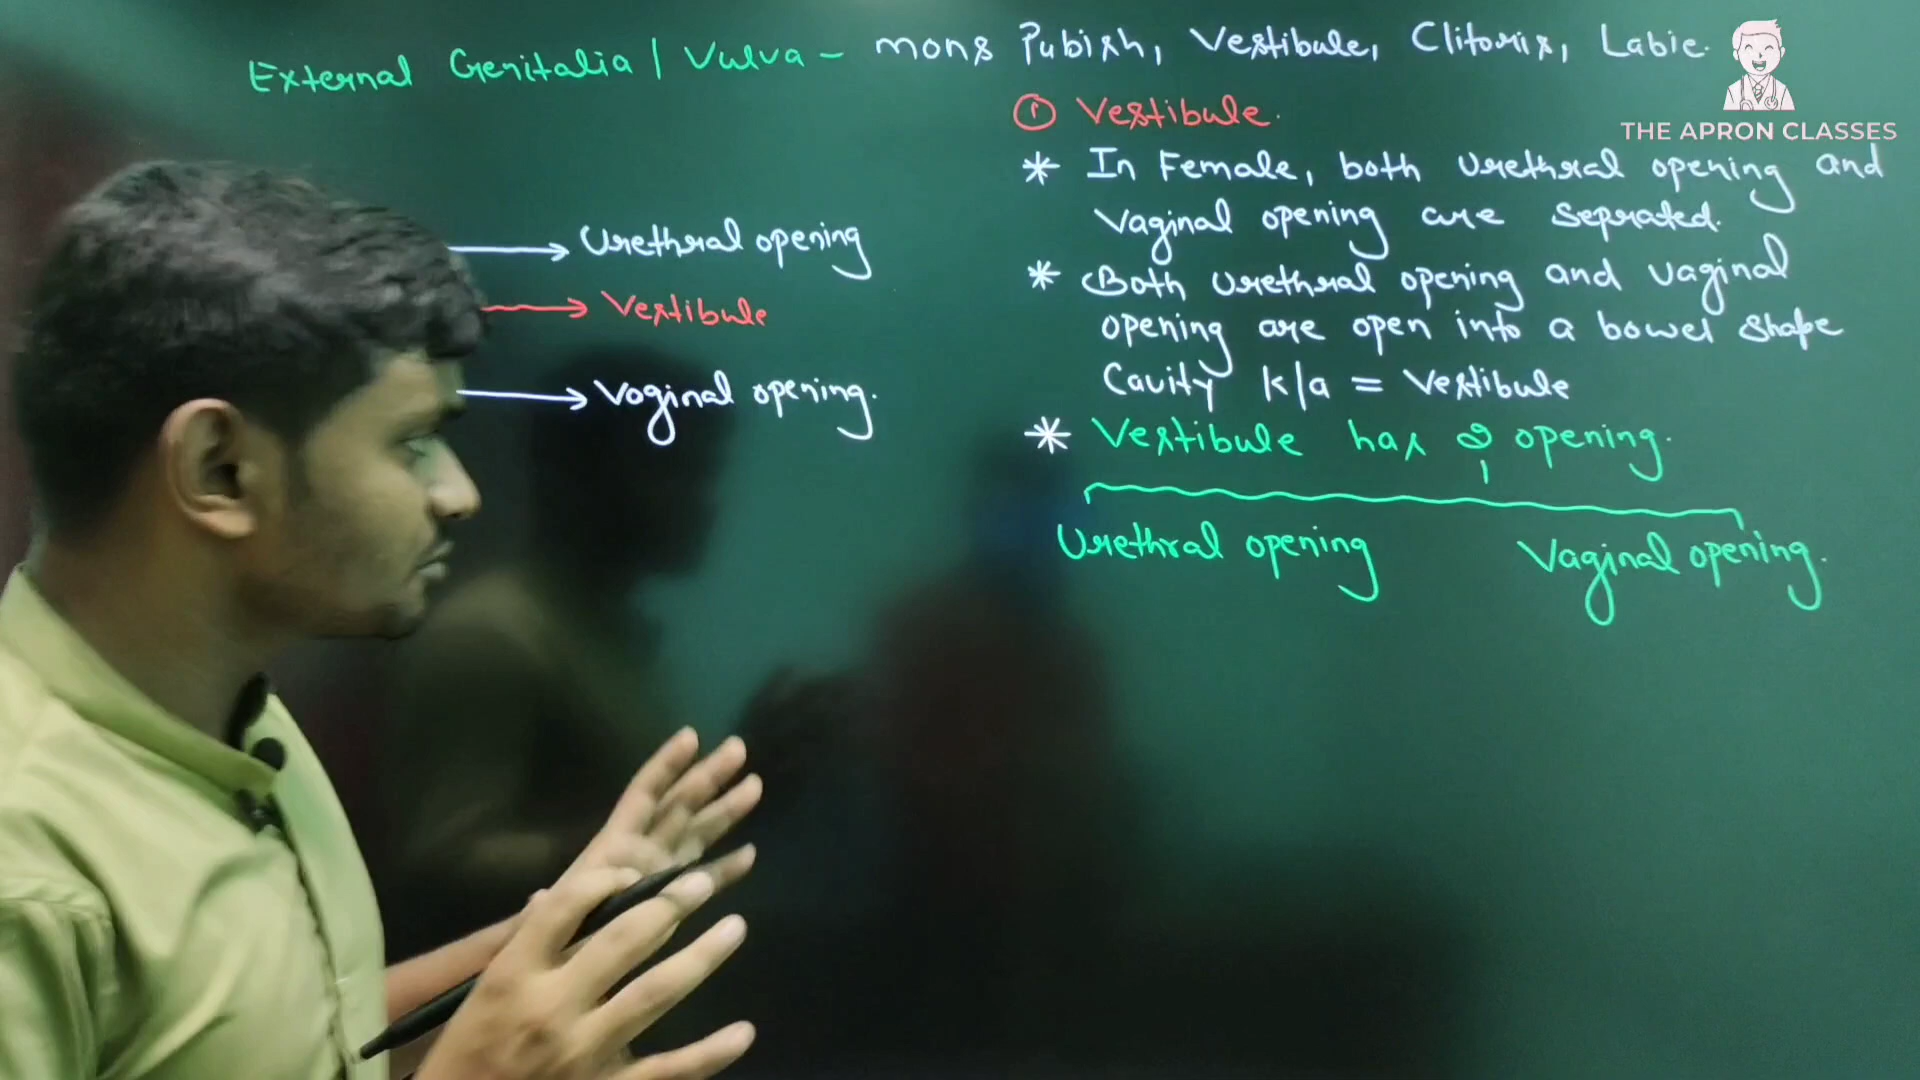 External Genitalia / Vulva - mons Pubish, Vestibule, Clitoris, Labie.
THE APRON CLASSES
Urethral opening
Vestibule
Voginal opening.
① Vestibule.
* In Female, both urethral opening and
Vaginal opening are seprated.
* Both urethral opening and vaginal
opening are open into a bowel shape
Cavity k/a = Vestibule
* Vestibule has 2 opening.
Urethral opening Vaginal opening.